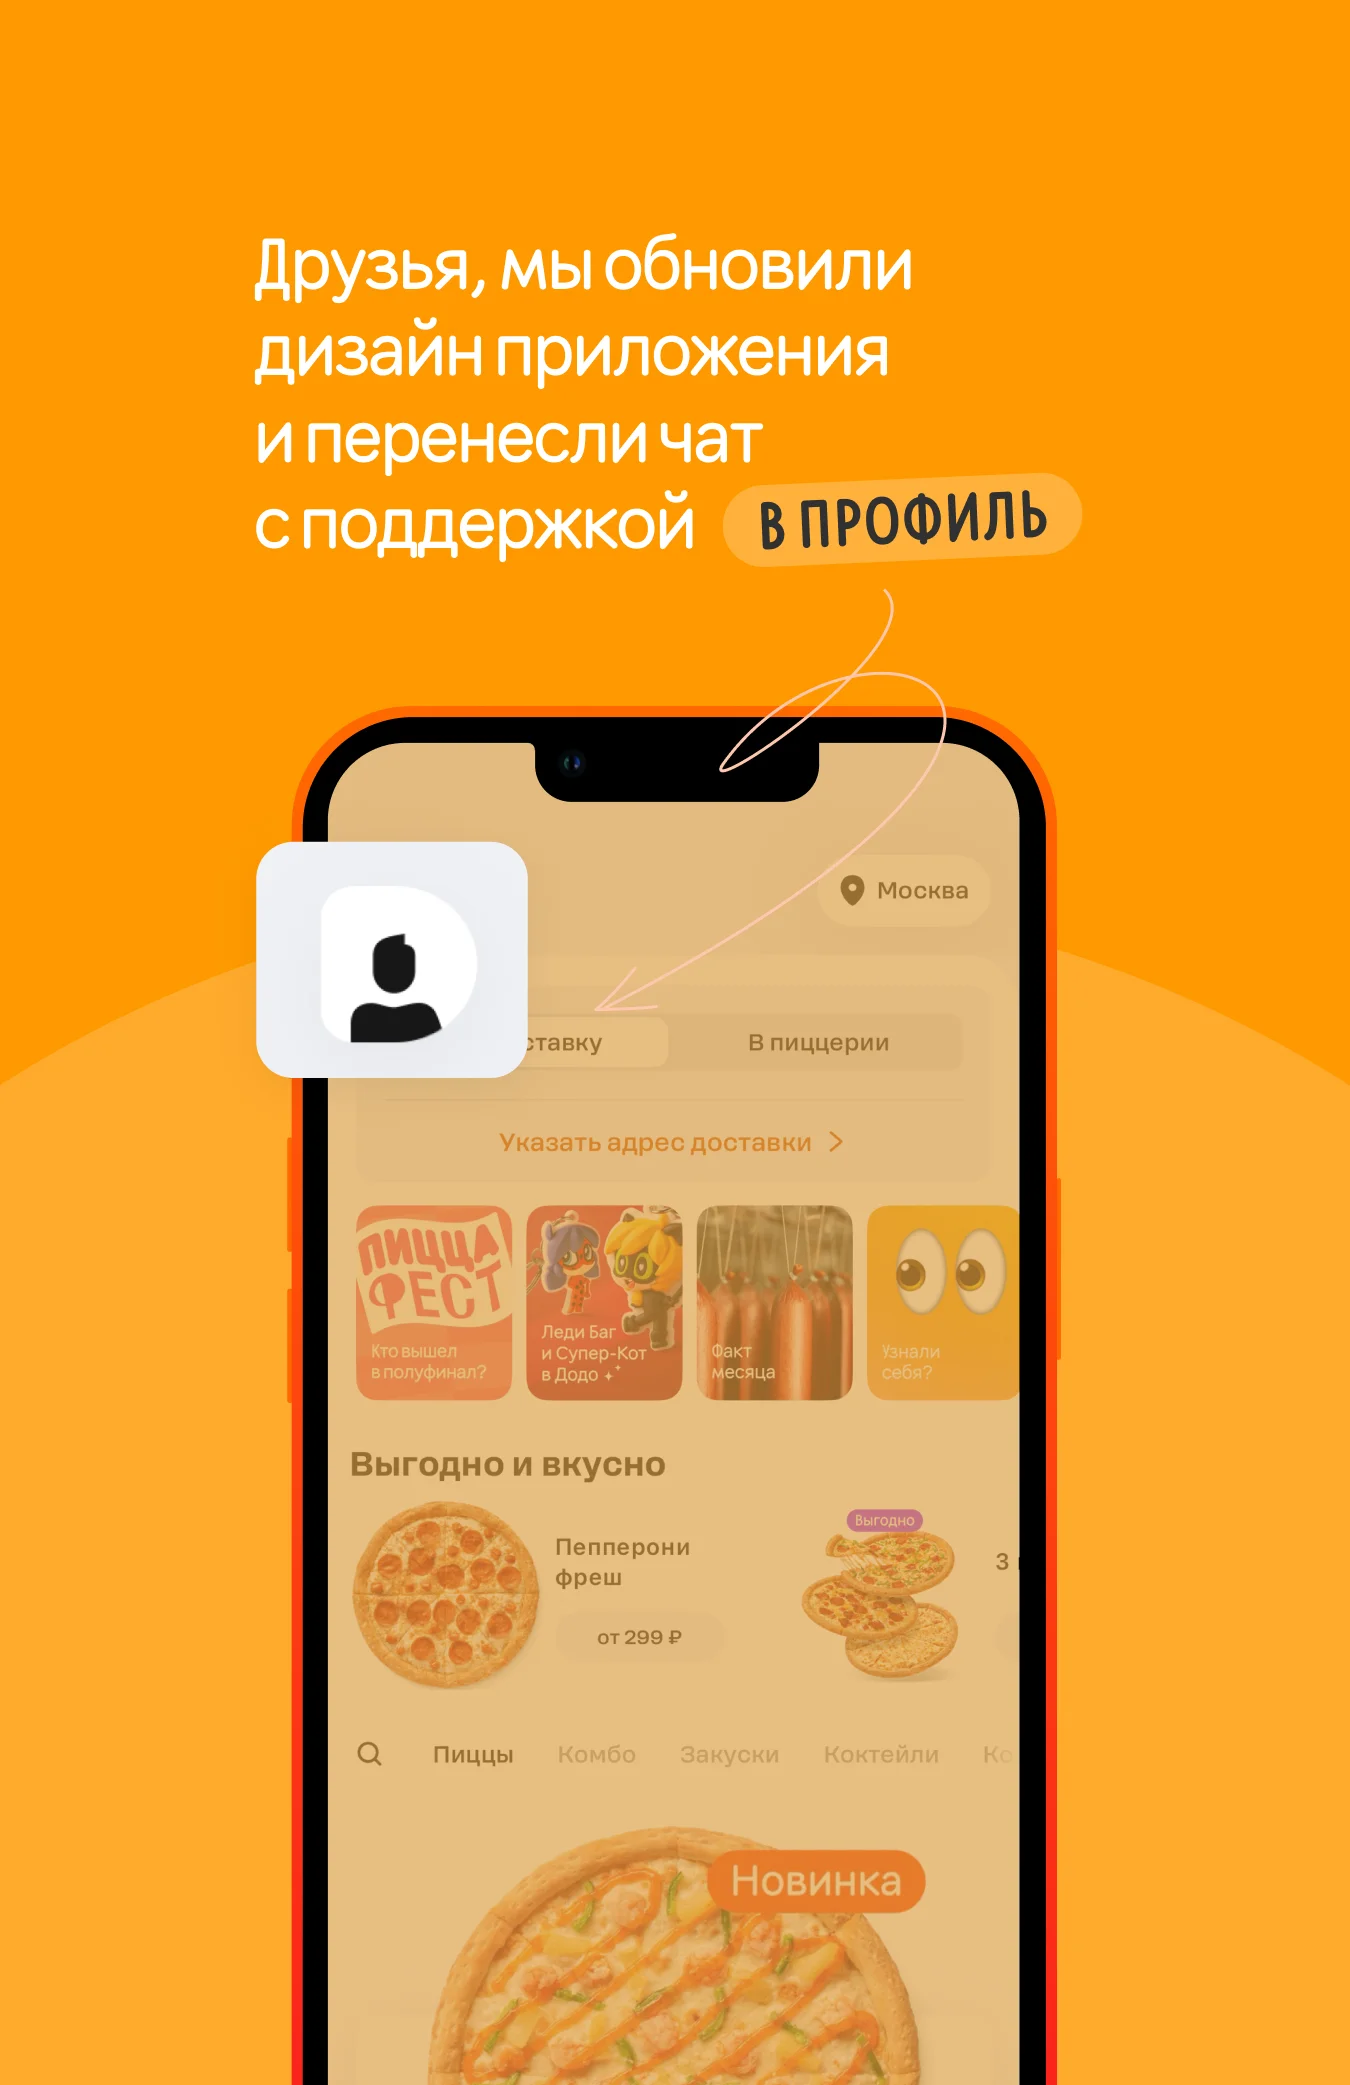 Друзья, мы обновили
дизайн приложения
и перенесли чат
с поддержкой В ПРОФИЛЬ
Москва
ставку
В пиццерии
Указать адрес доставки
ПИЦЦА
ФЕСТ
Кто вышел
в полуфинал?
Леди Баг
и Супер-Кот
в Додо
Факт
месяца
Узнали
себя?
Выгодно и вкусно
Пепперони
фреш
от 299 ₽
Выгодно
3
Пиццы Комбо Закуски Коктейли Ко
Новинка